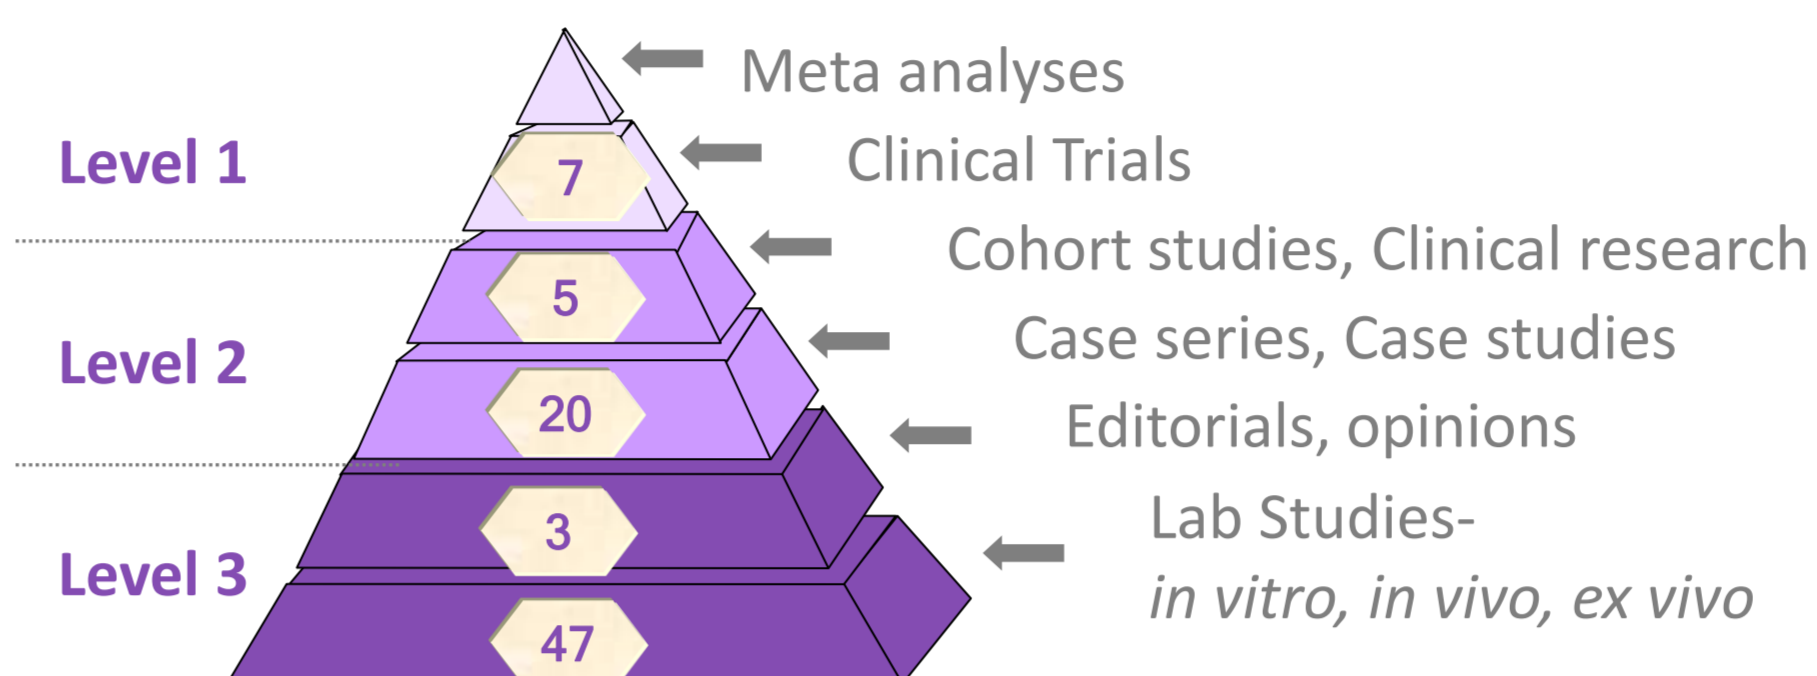 Meta analyses
Level 1
7
Clinical Trials
Cohort studies, Clinical research
5
Level 2
Case series, Case studies
20
Editorials, opinions
3
Level 3
Lab Studies-
in vitro, in vivo, ex vivo
47